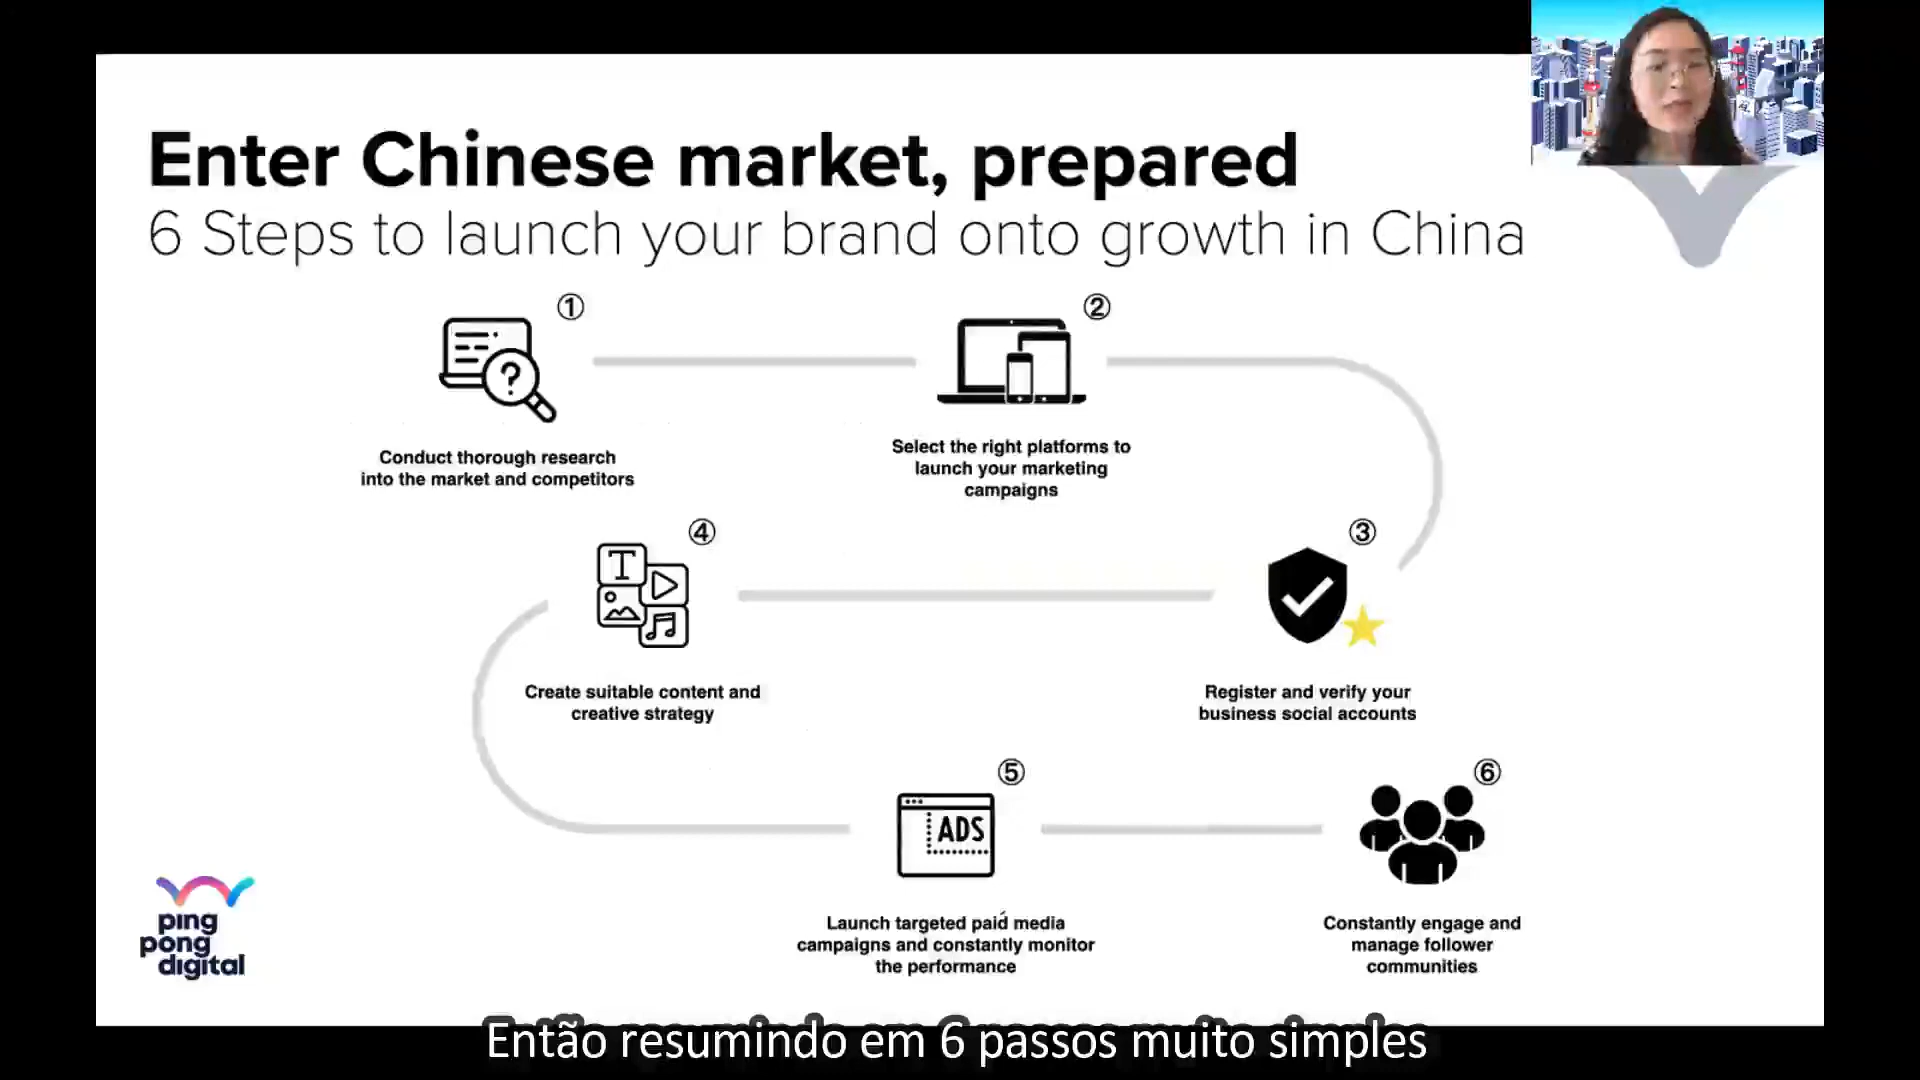 Enter Chinese market, prepared
6 Steps to launch your brand onto growth in China
①
Conduct thorough research
into the market and competitors
②
Select the right platforms to
launch your marketing
campaigns
③
Register and verify your
business social accounts
④
T
Create suitable content and
creative strategy
⑤
ADS
Launch targeted paid media
campaigns and constantly monitor
the performance
⑥
Constantly engage and
manage follower
communities
ping
pong
digital
Então resumindo em 6 passos muito simples